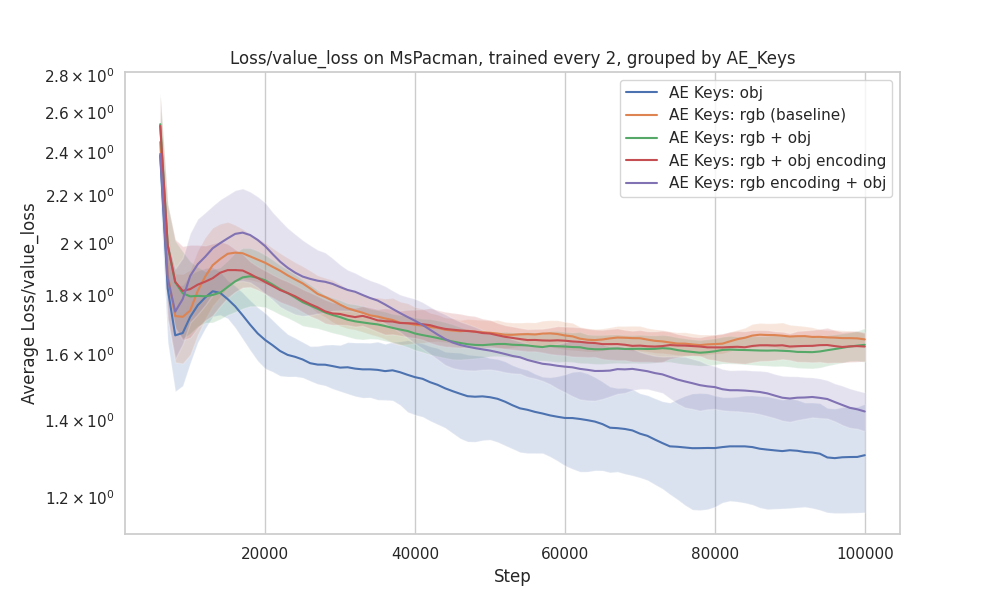 Loss/value_loss on MsPacman, trained every 2, grouped by AE_Keys
2.8 × 10⁰
2.6 × 10⁰
2.4 × 10⁰
2.2 × 10⁰
2 × 10⁰
1.8 × 10⁰
1.6 × 10⁰
1.4 × 10⁰
1.2 × 10⁰
Average Loss/value_loss
AE Keys: obj
AE Keys: rgb (baseline)
AE Keys: rgb + obj
AE Keys: rgb + obj encoding
AE Keys: rgb encoding + obj
20000 40000 60000 80000 100000
Step